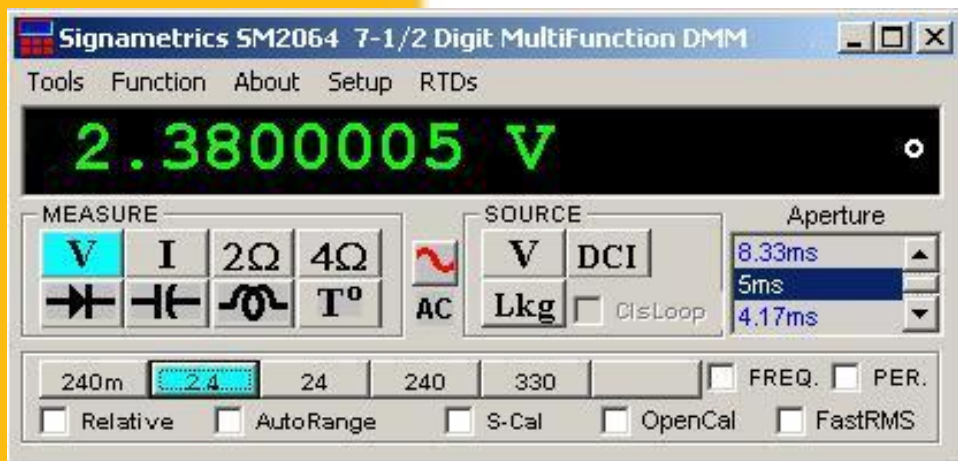 Signametrics SM2064 7-1/2 Digit MultiFunction DMM
Tools Function About Setup RTDs
2.3800005 V
MEASURE SOURCE Aperture
V I 2Ω 4Ω V DCI 8.33ms
5ms
T° AC Lkg ClsLoop 4.17ms
240m 2.4 24 240 330 FREQ. PER.
Relative AutoRange S-Cal OpenCal FastRMS